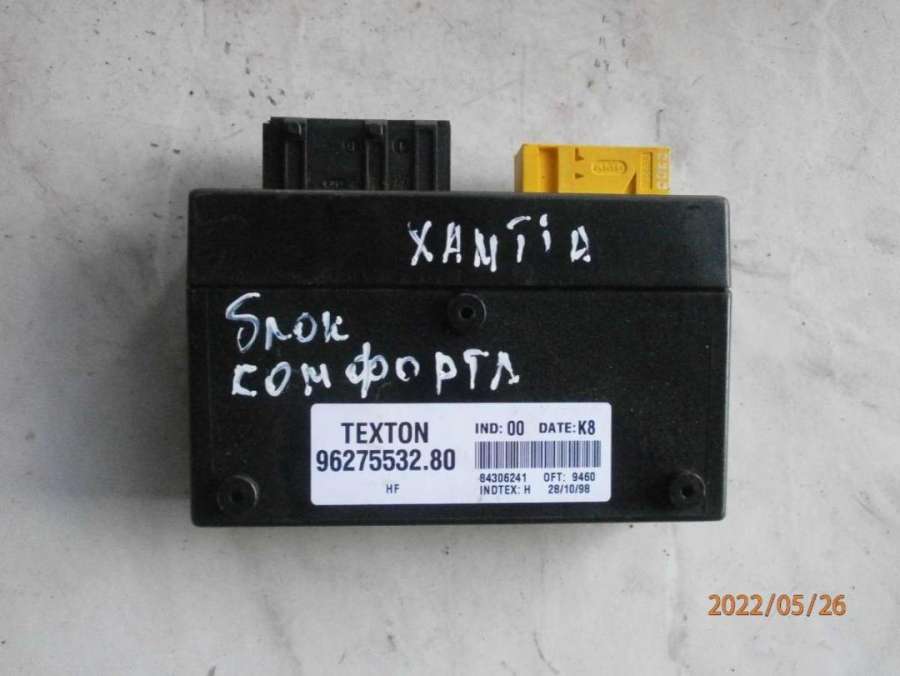 XANTiA
Блок
комфорта
TEXTON
96275532.80
HF
IND: 00 DATE: K8
84306241 OFT: 9460
INDTEX: H 28/10/98
2022/05/26